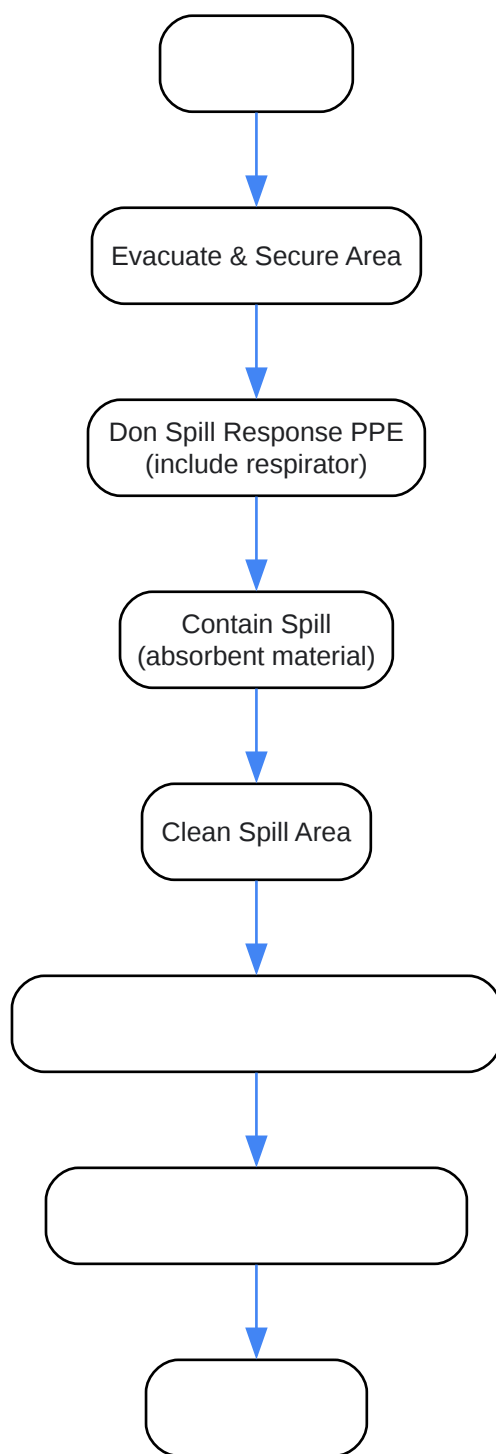 Evacuate & Secure Area
Don Spill Response PPE
(include respirator)
Contain Spill
(absorbent material)
Clean Spill Area